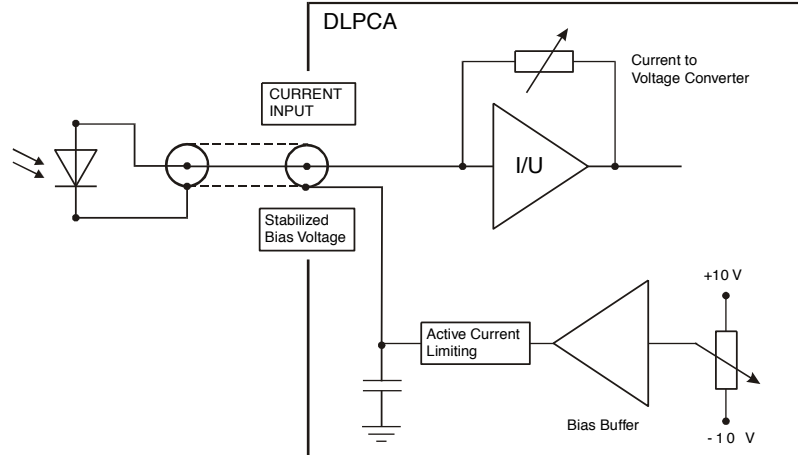 DLPCA
CURRENT
INPUT
Current to
Voltage Converter
I/U
Stabilized
Bias Voltage
+10 V
Active Current
Limiting
Bias Buffer
-10 V